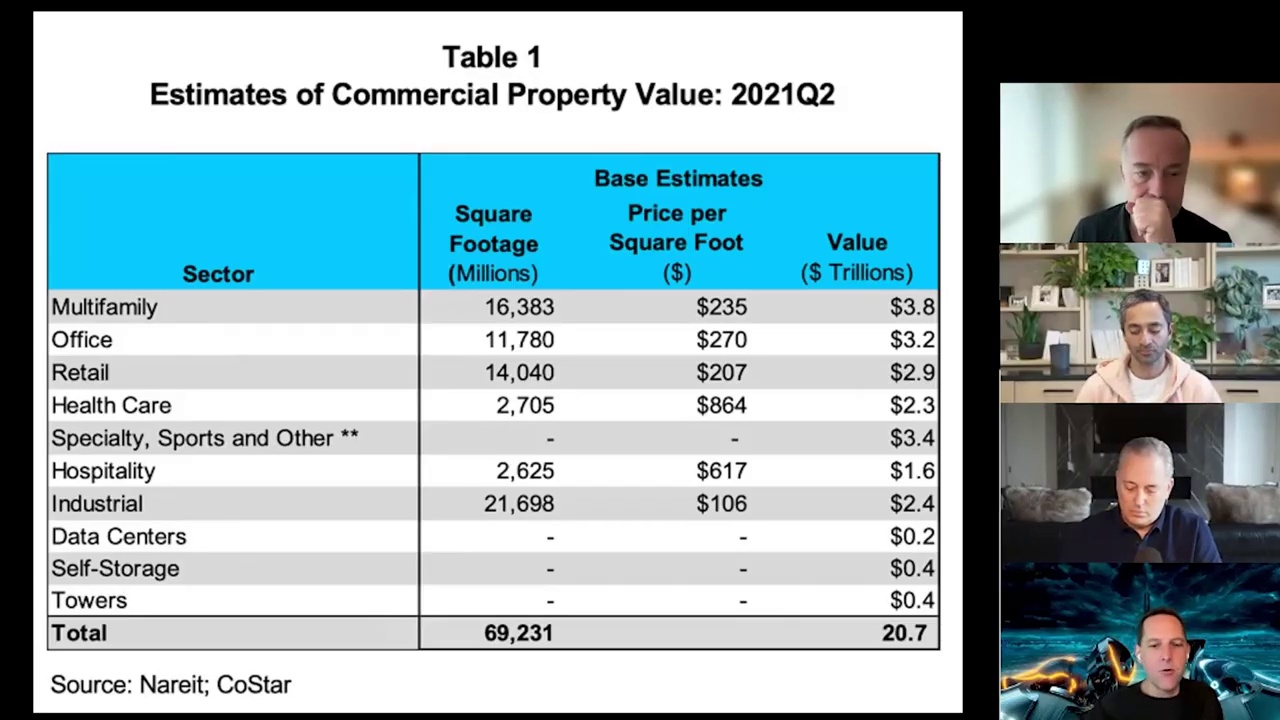 Table 1
Estimates of Commercial Property Value: 2021Q2
Base Estimates
Sector
Square Footage (Millions)
Price per Square Foot ($)
Value ($ Trillions)
Multifamily 16,383 $235 $3.8
Office 11,780 $270 $3.2
Retail 14,040 $207 $2.9
Health Care 2,705 $864 $2.3
Specialty, Sports and Other ** - - $3.4
Hospitality 2,625 $617 $1.6
Industrial 21,698 $106 $2.4
Data Centers - - $0.2
Self-Storage - - $0.4
Towers - - $0.4
Total 69,231 20.7
Source: Nareit; CoStar